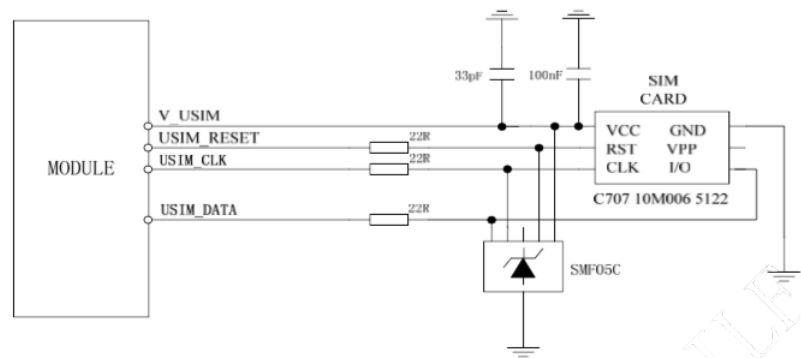 33pF
100nF
SIM
CARD
V_USIM
VCC
GND
USIM_RESET
22R
RST
VPP
USIM_CLK
22R
CLK
I/O
MODULE
C707 10M006 5122
USIM_DATA
22R
SMF05C